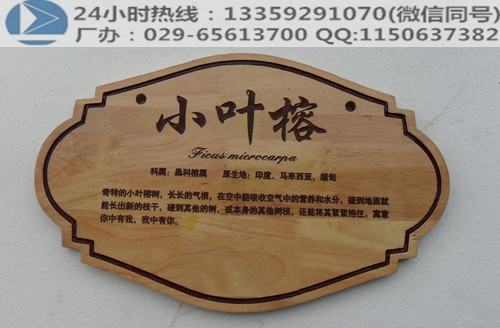 24小时热线：13359291070(微信同号)
厂办：029-65613700 QQ:1150637382
小叶榕
Ficus microcarpa
科属：桑科榕属 原生地：印度、马来西亚、缅甸
奇特的小叶榕树，长长的气根，在空中能吸收空气中的营养和水分，碰到地面就
能长出新的枝干，碰到其他的树，或本身的其他树枝，还能将其紧紧抱住。寓意
你中有我，我中有你。